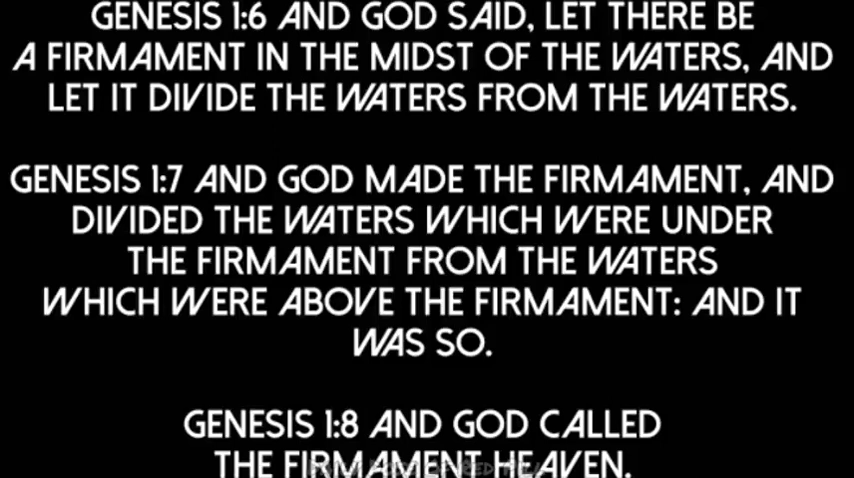 GENESIS 1:6 AND GOD SAID, LET THERE BE
A FIRMAMENT IN THE MIDST OF THE WATERS, AND
LET IT DIVIDE THE WATERS FROM THE WATERS.
GENESIS 1:7 AND GOD MADE THE FIRMAMENT, AND
DIVIDED THE WATERS WHICH WERE UNDER
THE FIRMAMENT FROM THE WATERS
WHICH WERE ABOVE THE FIRMAMENT: AND IT
WAS SO.
GENESIS 1:8 AND GOD CALLED
THE FIRMAMENT HEAVEN.